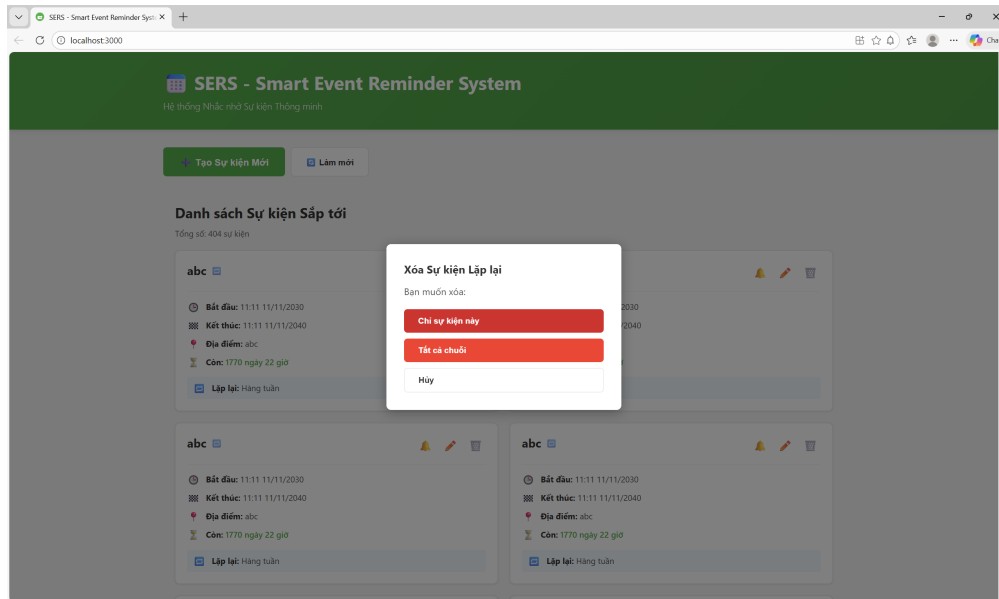 SERS - Smart Event Reminder Syst
localhost:3000
Cha
SERS - Smart Event Reminder System
Hệ thống Nhắc nhở Sự kiện Thông minh
Tạo Sự kiện Mới
Làm mới
Danh sách Sự kiện Sắp tới
Tổng số: 404 sự kiện
abc
Bắt đầu: 11:11 11/11/2030
Kết thúc: 11:11 11/11/2040
Địa điểm: abc
Còn: 1770 ngày 22 giờ
Lặp lại: Hàng tuần
2030
2040
Xóa Sự kiện Lặp lại
Bạn muốn xóa:
Chỉ sự kiện này
Tất cả chuỗi
Hủy
abc
Bắt đầu: 11:11 11/11/2030
Kết thúc: 11:11 11/11/2040
Địa điểm: abc
Còn: 1770 ngày 22 giờ
Lặp lại: Hàng tuần
abc
Bắt đầu: 11:11 11/11/2030
Kết thúc: 11:11 11/11/2040
Địa điểm: abc
Còn: 1770 ngày 22 giờ
Lặp lại: Hàng tuần